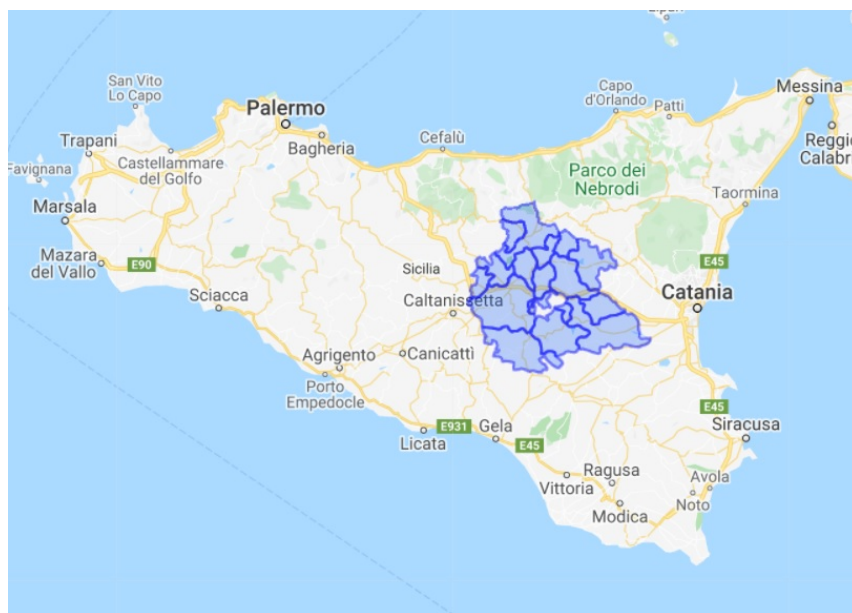 Lipari
Messina
Capo
d'Orlando
Patti
San Vito
Lo Capo
Palermo
Bagheria
Cefalù
Reggio
Calabri
Trapani
Castellammare
del Golfo
Favignana
Parco dei
Nebrodi
Taormina
Marsala
Mazara
del Vallo
E90
Sicilia
E45
Sciacca
Caltanissetta
Catania
Agrigento
Canicattì
Porto
Empedocle
E45
Licata
E931
Gela
E45
Siracusa
Ragusa
Vittoria
Avola
Noto
Modica